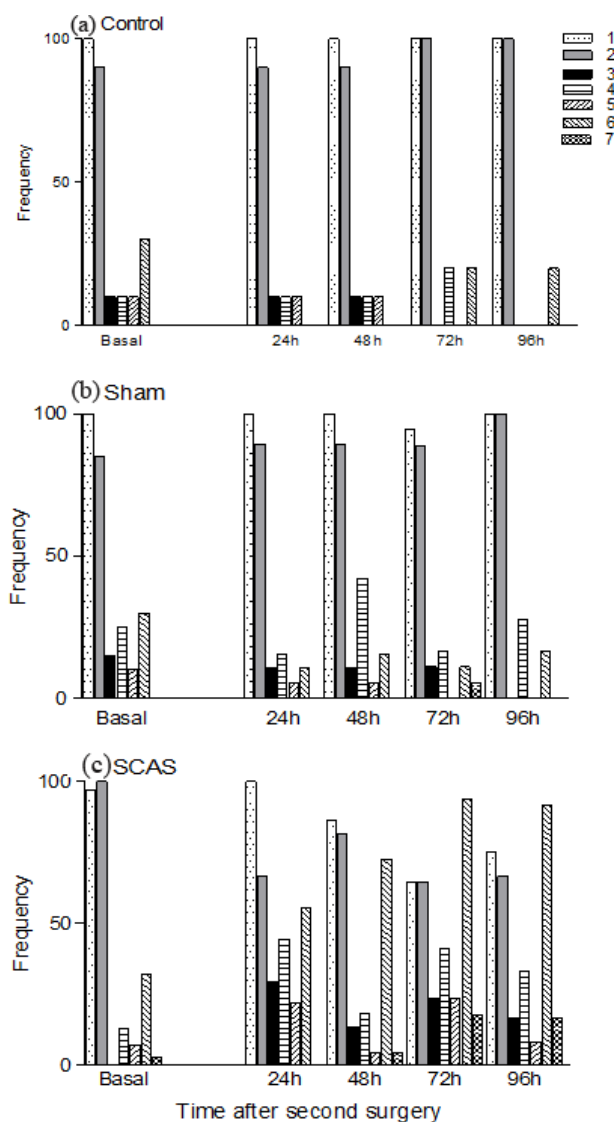 (a) Control
Frequency
100
50
0
Basal 24h 48h 72h 96h
1
2
3
4
5
6
7
(b) Sham
Frequency
100
50
0
Basal 24h 48h 72h 96h
(c) SCAS
Frequency
100
50
0
Basal 24h 48h 72h 96h
Time after second surgery